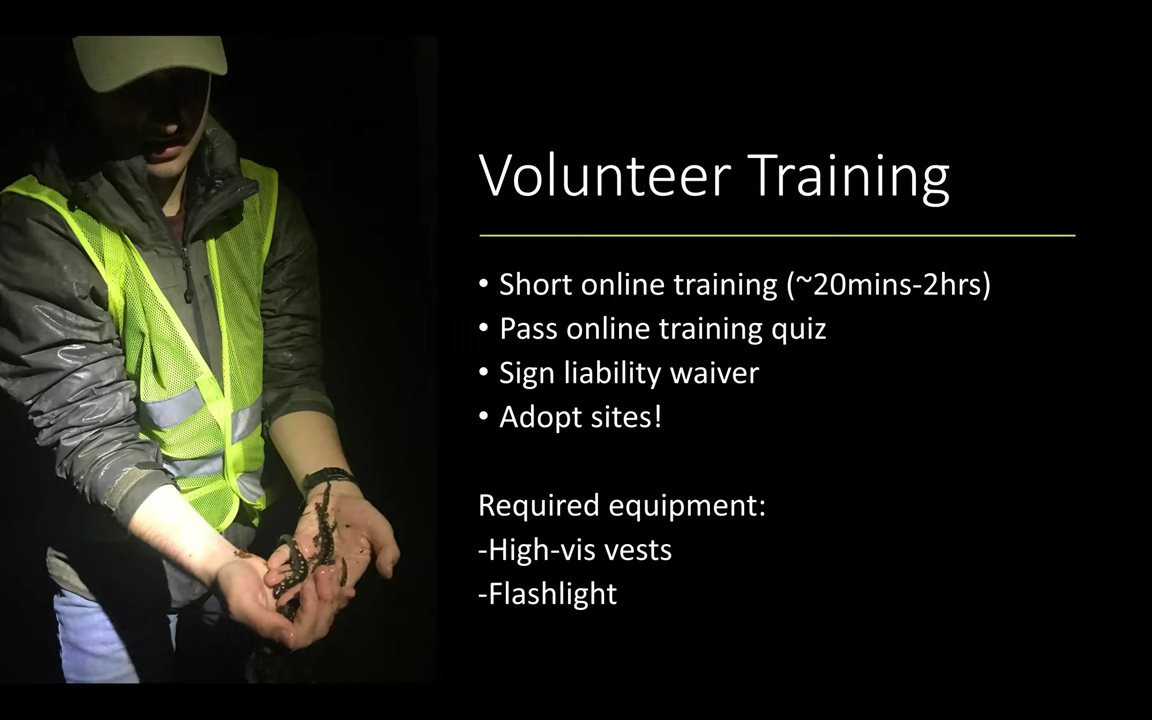 Volunteer Training
• Short online training (~20mins-2hrs)
• Pass online training quiz
• Sign liability waiver
• Adopt sites!
Required equipment:
-High-vis vests
-Flashlight